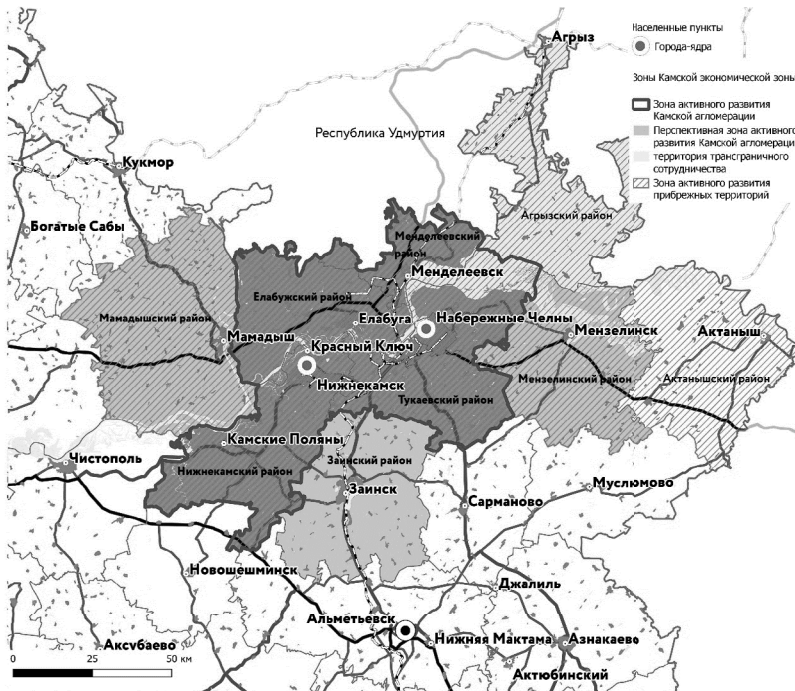 Населенные пункты
Города-ядра
Зоны Камской экономической зоны
Зона активного развития
Камской агломерации
Перспективная зона активного
развития Камской агломерации
территория трансграничного
сотрудничества
Зона активного развития
прибрежных территорий
Агрыз
Республика Удмуртия
Кукмор
Агрызский район
Богатые Сабы
Менделеевский
район
Менделеевск
Елабужский район
Мамадышский район
Елабуга
Набережные Челны
Мамадыш
Мензелинск
Актаныш
Красный Ключ
Нижнекамск
Мензелинский район
Актанышский район
Тукаевский район
Камские Поляны
Чистополь
Нижнекамский район
Заинский район
Заинск
Муслюмово
Сарманово
Новошешминск
Джалиль
Альметьевск
Нижняя Мактама
Азнакаево
Аксубаево
Актюбинский
0 25 50 км